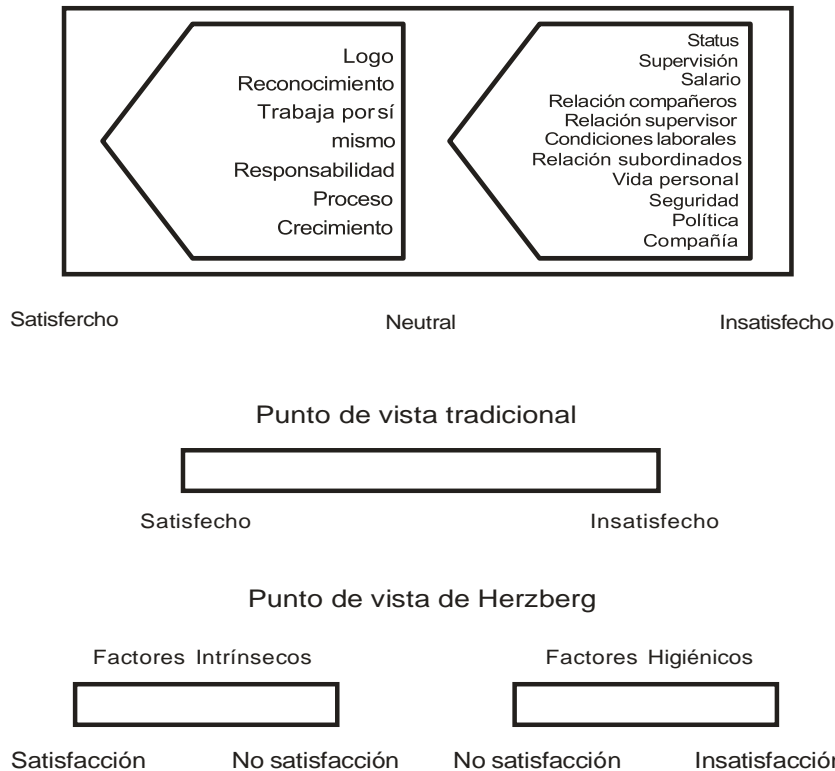 Logo
Reconocimiento
Trabaja por sí
mismo
Responsabilidad
Proceso
Crecimiento
Status
Supervisión
Salario
Relación compañeros
Relación supervisor
Condiciones laborales
Relación subordinados
Vida personal
Seguridad
Política
Compañía
Satisfercho
Neutral
Insatisfecho
Punto de vista tradicional
Satisfecho
Insatisfecho
Punto de vista de Herzberg
Factores Intrínsecos
Factores Higiénicos
Satisfacción
No satisfacción
No satisfacción
Insatisfacción